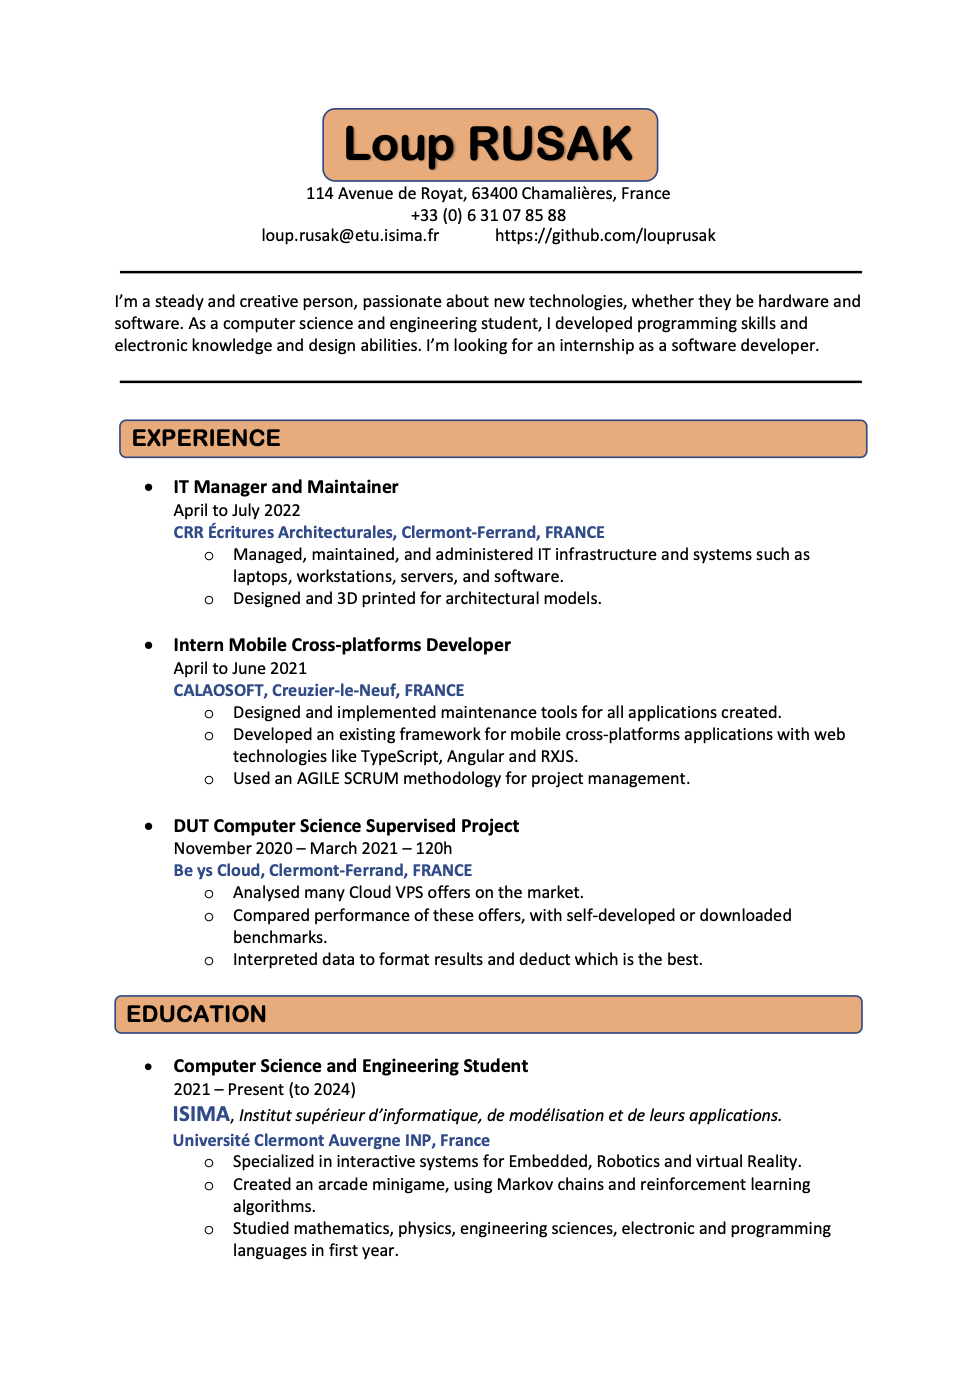 Loup RUSAK
114 Avenue de Royat, 63400 Chamalières, France
+33 (0) 6 31 07 85 88
loup.rusak@etu.isima.fr https://github.com/louprusak
I’m a steady and creative person, passionate about new technologies, whether they be hardware and
software. As a computer science and engineering student, I developed programming skills and
electronic knowledge and design abilities. I’m looking for an internship as a software developer.
EXPERIENCE
• IT Manager and Maintainer
April to July 2022
CRR Écritures Architecturales, Clermont-Ferrand, FRANCE
o Managed, maintained, and administered IT infrastructure and systems such as
laptops, workstations, servers, and software.
o Designed and 3D printed for architectural models.
• Intern Mobile Cross-platforms Developer
April to June 2021
CALAOSOFT, Creuzier-le-Neuf, FRANCE
o Designed and implemented maintenance tools for all applications created.
o Developed an existing framework for mobile cross-platforms applications with web
technologies like TypeScript, Angular and RXJS.
o Used an AGILE SCRUM methodology for project management.
• DUT Computer Science Supervised Project
November 2020 – March 2021 – 120h
Be ys Cloud, Clermont-Ferrand, FRANCE
o Analysed many Cloud VPS offers on the market.
o Compared performance of these offers, with self-developed or downloaded
benchmarks.
o Interpreted data to format results and deduct which is the best.
EDUCATION
• Computer Science and Engineering Student
2021 – Present (to 2024)
ISIMA, Institut supérieur d’informatique, de modélisation et de leurs applications.
Université Clermont Auvergne INP, France
o Specialized in interactive systems for Embedded, Robotics and virtual Reality.
o Created an arcade minigame, using Markov chains and reinforcement learning
algorithms.
o Studied mathematics, physics, engineering sciences, electronic and programming
languages in first year.